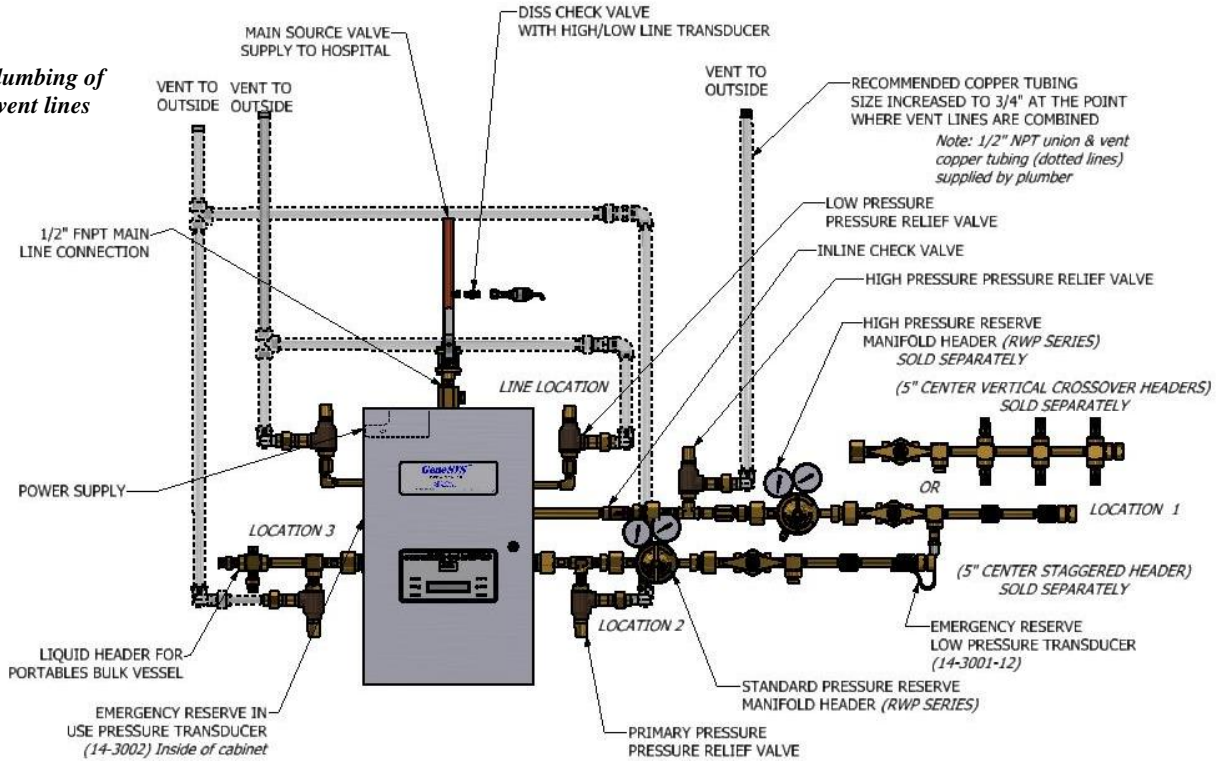 DISS CHECK VALVE
WITH HIGH/LOW LINE TRANSDUCER
MAIN SOURCE VALVE
SUPPLY TO HOSPITAL
lumbing of
vent lines
VENT TO
OUTSIDE
VENT TO
OUTSIDE
VENT TO
OUTSIDE
RECOMMENDED COPPER TUBING
SIZE INCREASED TO 3/4" AT THE POINT
WHERE VENT LINES ARE COMBINED
Note: 1/2" NPT union & vent
copper tubing (dotted lines)
supplied by plumber
LOW PRESSURE
PRESSURE RELIEF VALVE
1/2" FNPT MAIN
LINE CONNECTION
INLINE CHECK VALVE
HIGH PRESSURE PRESSURE RELIEF VALVE
HIGH PRESSURE RESERVE
MANIFOLD HEADER (RWP SERIES)
SOLD SEPARATELY
LINE LOCATION
(5" CENTER VERTICAL CROSSOVER HEADERS)
SOLD SEPARATELY
POWER SUPPLY
GeneSYS
OR
LOCATION 1
LOCATION 3
(5" CENTER STAGGERED HEADER)
SOLD SEPARATELY
LOCATION 2
EMERGENCY RESERVE
LOW PRESSURE TRANSDUCER
(14-3001-12)
LIQUID HEADER FOR
PORTABLES BULK VESSEL
STANDARD PRESSURE RESERVE
MANIFOLD HEADER (RWP SERIES)
EMERGENCY RESERVE IN
USE PRESSURE TRANSDUCER
(14-3002) Inside of cabinet
PRIMARY PRESSURE
PRESSURE RELIEF VALVE